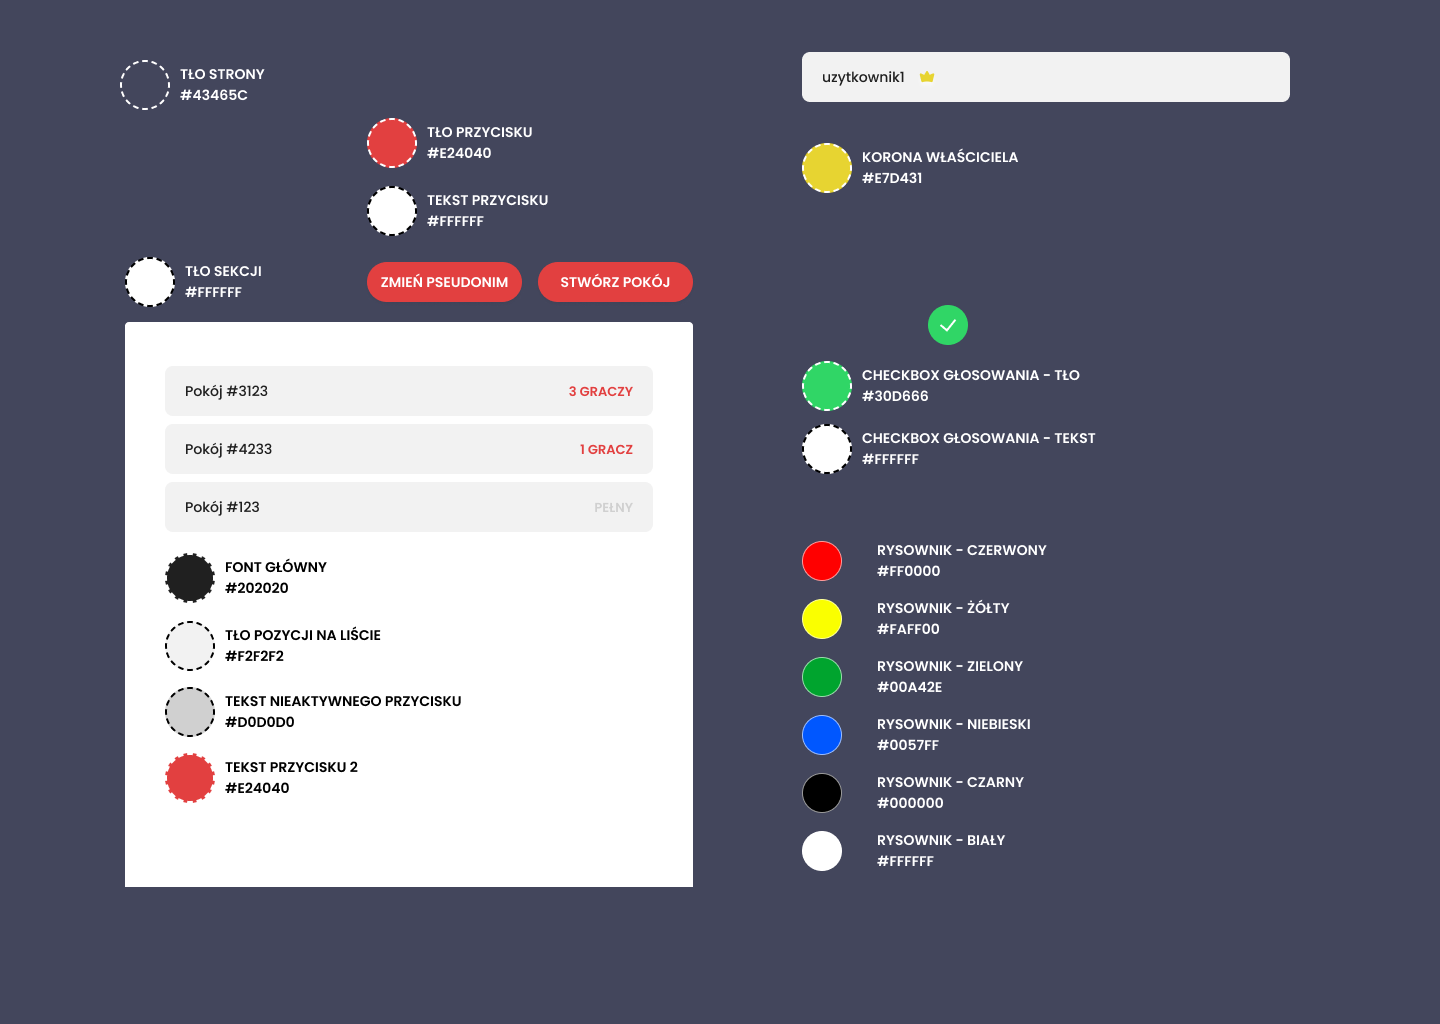 TŁO STRONY
#43465C
TŁO PRZYCISKU
#E24040
TEKST PRZYCISKU
#FFFFFF
TŁO SEKCJI
#FFFFFF
ZMIEŃ PSEUDONIM
STWÓRZ POKÓJ
Pokój #3123
3 GRACZY
Pokój #4233
1 GRACZ
Pokój #123
PEŁNY
FONT GŁÓWNY
#202020
TŁO POZYCJI NA LIŚCIE
#F2F2F2
TEKST NIEAKTYWNEGO PRZYCISKU
#D0D0D0
TEKST PRZYCISKU 2
#E24040
uzytkownik1
KORONA WŁAŚCICIELA
#E7D431
CHECKBOX GŁOSOWANIA - TŁO
#30D666
CHECKBOX GŁOSOWANIA - TEKST
#FFFFFF
RYSOWNIK - CZERWONY
#FF0000
RYSOWNIK - ŻÓŁTY
#FAFF00
RYSOWNIK - ZIELONY
#00A42E
RYSOWNIK - NIEBIESKI
#0057FF
RYSOWNIK - CZARNY
#000000
RYSOWNIK - BIAŁY
#FFFFFF